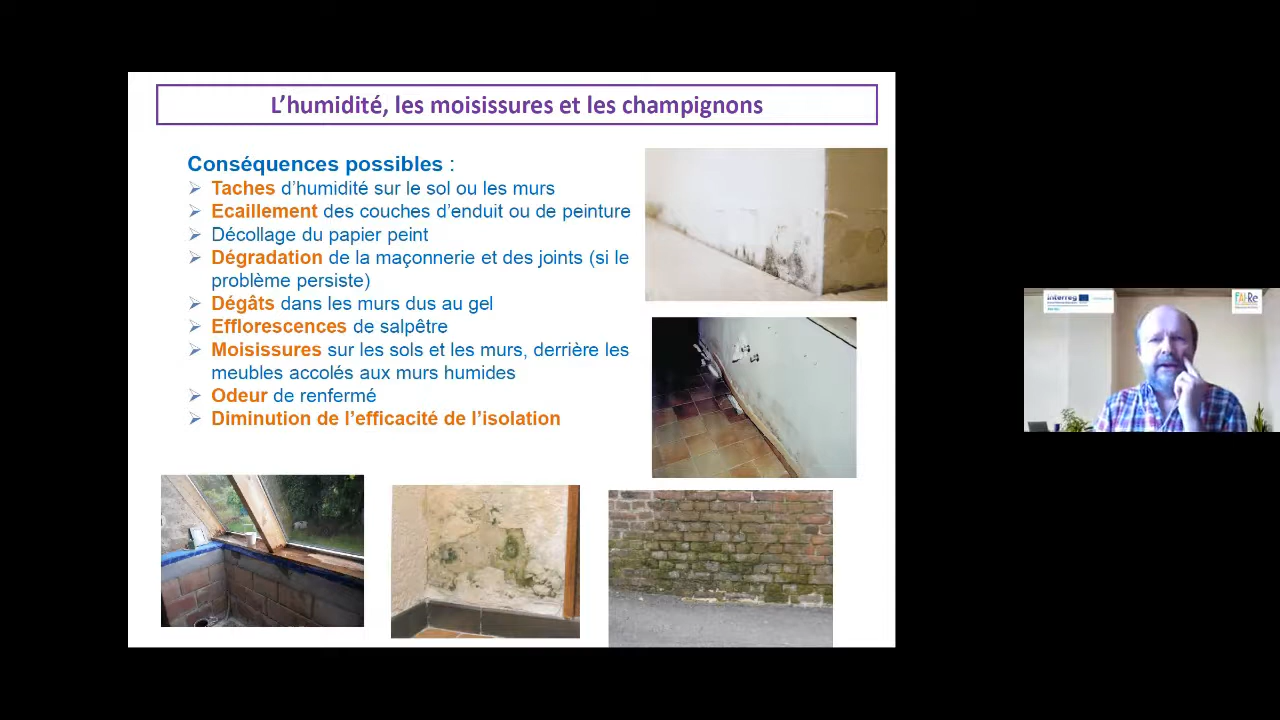 L'humidité, les moisissures et les champignons
Conséquences possibles :
➢ Taches d'humidité sur le sol ou les murs
➢ Ecaillement des couches d'enduit ou de peinture
➢ Décollage du papier peint
➢ Dégradation de la maçonnerie et des joints (si le
problème persiste)
➢ Dégâts dans les murs dus au gel
➢ Efflorescences de salpêtre
➢ Moisissures sur les sols et les murs, derrière les
meubles accolés aux murs humides
➢ Odeur de renfermé
➢ Diminution de l'efficacité de l'isolation
Interreg
FAI-Re